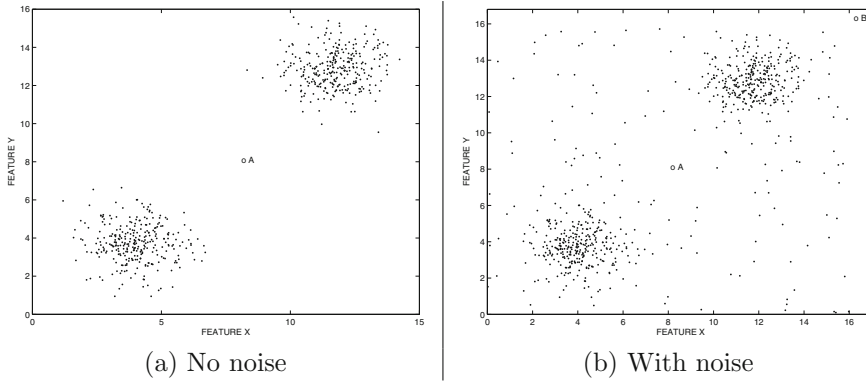 16
14
12
10
8
6
4
2
0
FEATURE Y
A
0 5 10 15
FEATURE X
(a) No noise
16
14
12
10
8
6
4
2
0
FEATURE Y
B
A
0 2 4 6 8 10 12 14 16
FEATURE X
(b) With noise